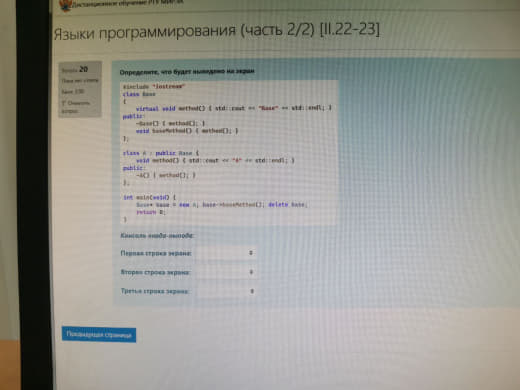 Дистанционное обучение РТУ МИРЭА
Языки программирования (часть 2/2) [II.22-23]
Вопрос 20
Пока нет ответа
Балл:
Отметить
вопрос
Определите, что будет выведено на экран
#include "iostream"
class Base
{
virtual void method() { std::cout << "Base" << std::endl; }
public:
~Base() { method(); }
void baseMethod() { method(); }
};
class A : public Base {
void method() { std::cout << "A" << std::endl; }
public:
~A() { method(); }
};
int main(void) {
Base* base = new A; base->baseMethod(); delete base;
return 0;
}
Консоль ввода-вывода:
Первая строка экрана:
Вторая строка экрана:
Третья строка экрана:
Предыдущая страница